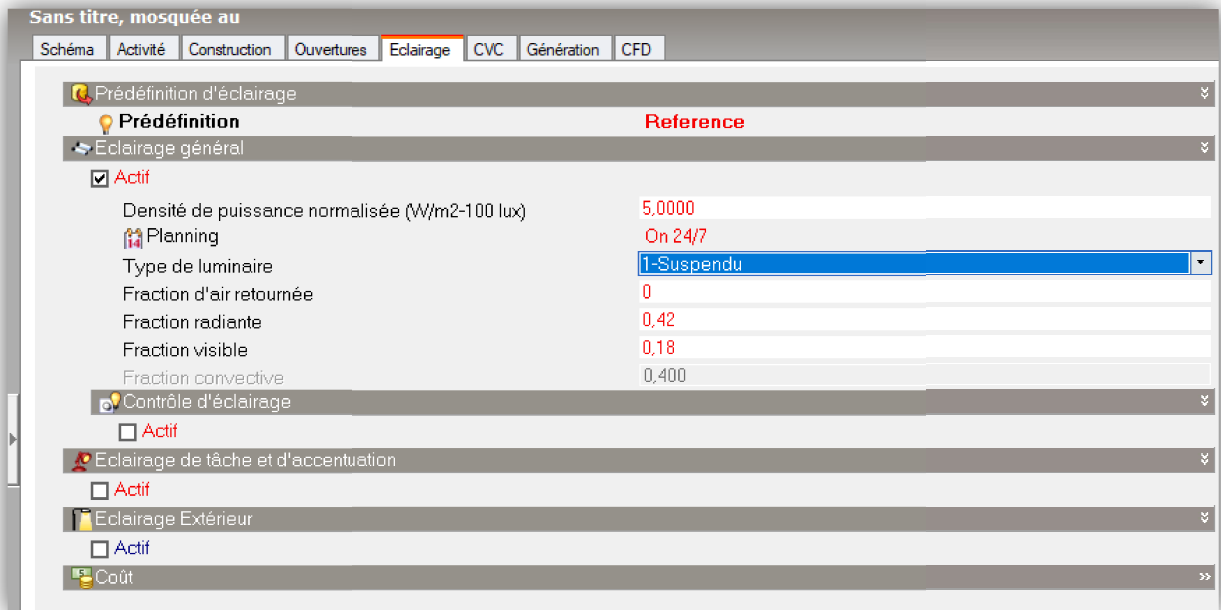 Sans titre, mosquée au
Schéma Activité Construction Ouvertures Eclairage CVC Génération CFD
Prédéfinition d'éclairage
Prédéfinition Reference
Eclairage général
Actif
Densité de puissance normalisée (W/m2-100 lux) 5,0000
14 Planning On 24/7
Type de luminaire 1-Suspendu
Fraction d'air retournée 0
Fraction radiante 0,42
Fraction visible 0,18
Fraction convective 0,400
Contrôle d'éclairage
Actif
Eclairage de tâche et d'accentuation
Actif
Eclairage Extérieur
Actif
Coût